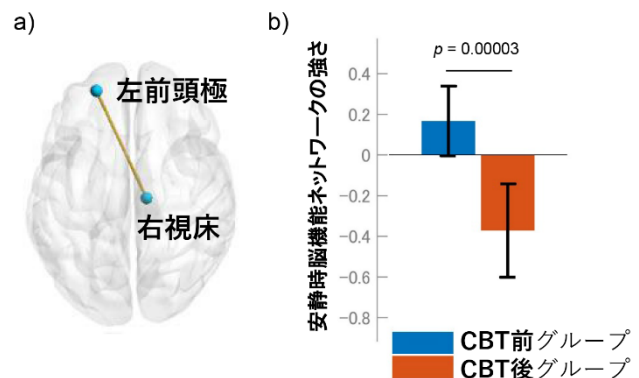 a)
左前頭極
右視床
b)
安静時脳機能ネットワークの強さ
p = 0.00003
0.4
0.2
0
-0.2
-0.4
-0.6
-0.8
CBT前グループ
CBT後グループ